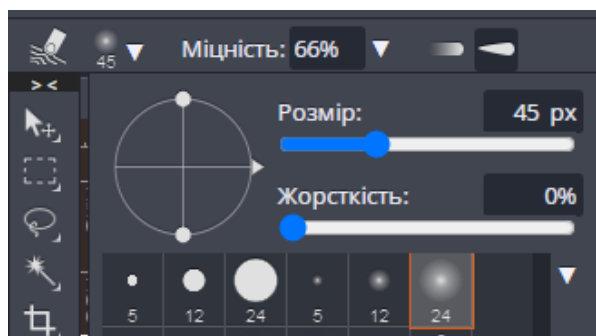 45 Міцність: 66%
> <
Розмір: 45 px
Жорсткість: 0%
5 12 24 5 12 24